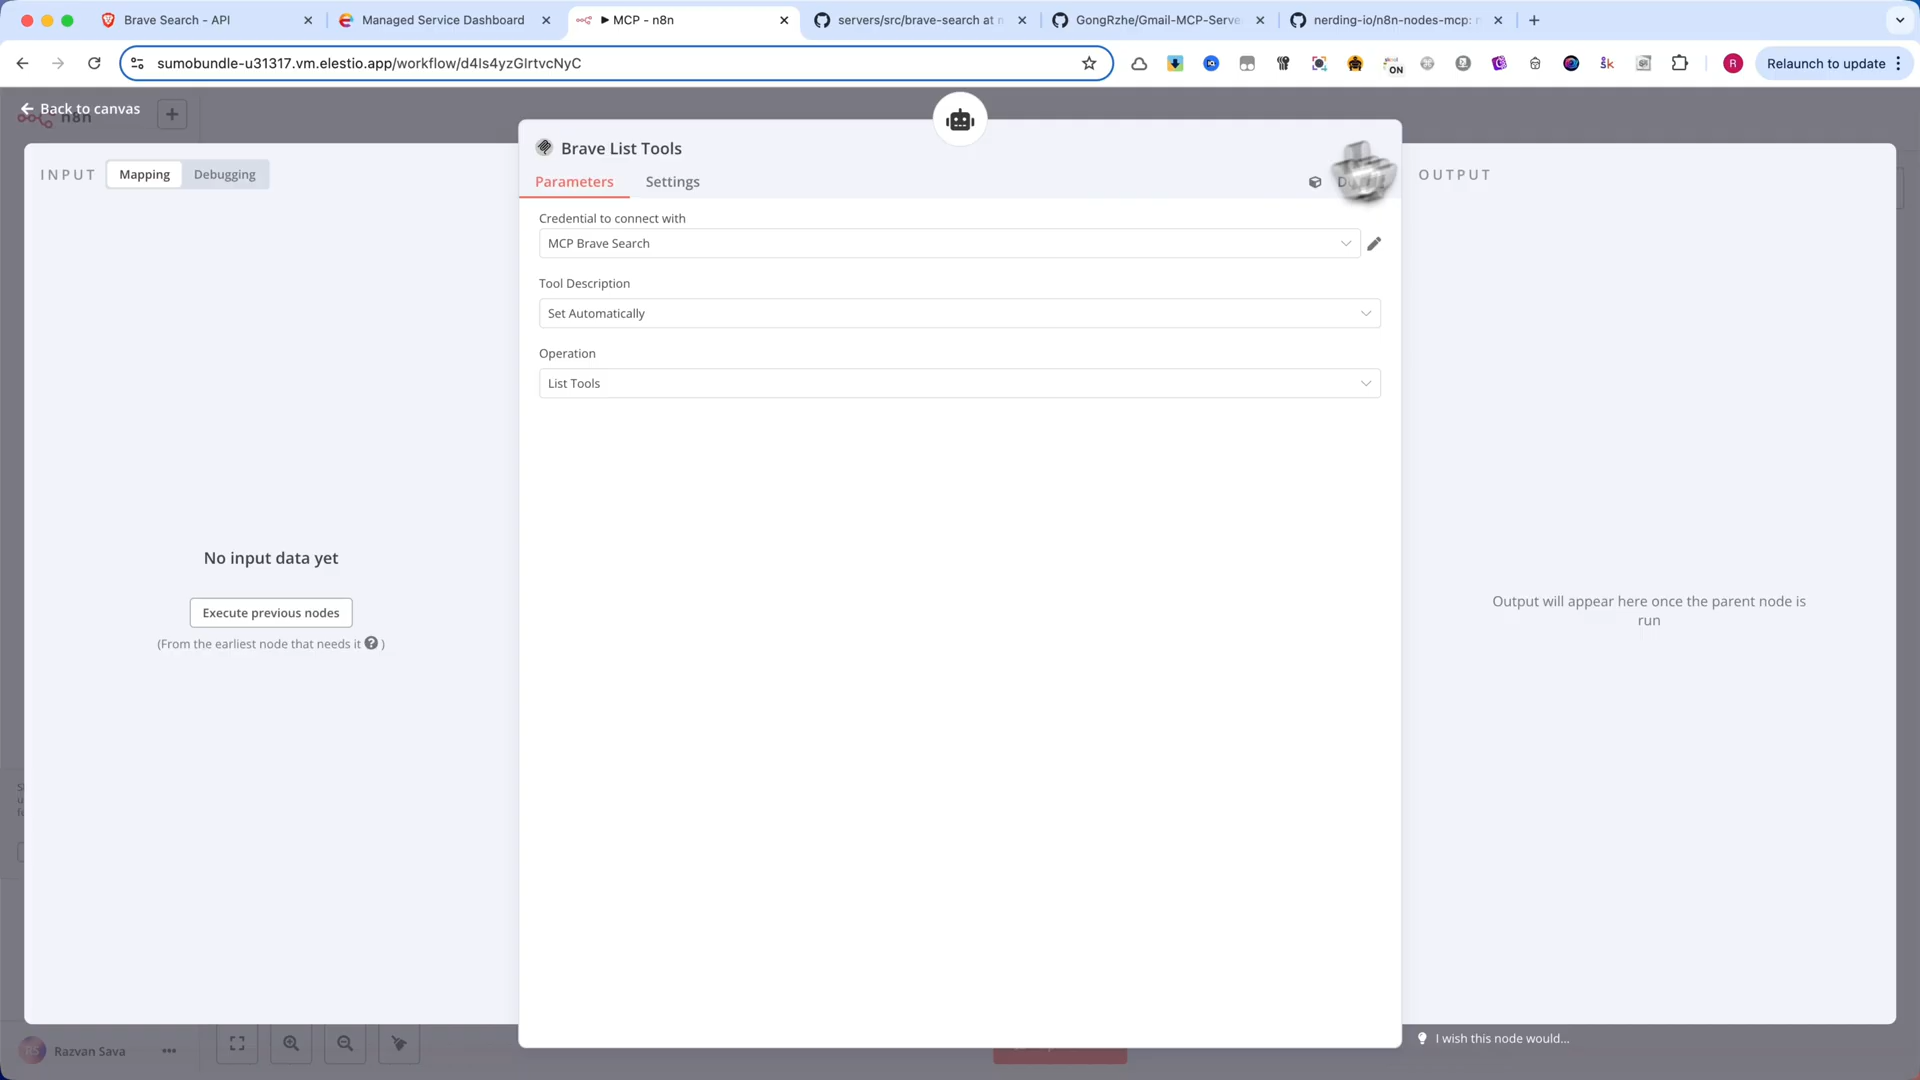 Brave Search - API
Managed Service Dashboard
MCP - n8n
servers/src/brave-search at
GongRzhe/Gmail-MCP-Serve
nerding-io/n8n-nodes-mcp:
sumobundle-u31317.vm.elestio.app/workflow/d4ls4yzGlrtvcNyC
ON
R
Relaunch to update
Back to canvas
n8n
INPUT
Mapping
Debugging
Brave List Tools
Parameters
Settings
OUTPUT
Credential to connect with
MCP Brave Search
Tool Description
Set Automatically
Operation
List Tools
No input data yet
Execute previous nodes
(From the earliest node that needs it ? )
Output will appear here once the parent node is
run
RS
Razvan Sava
I wish this node would...